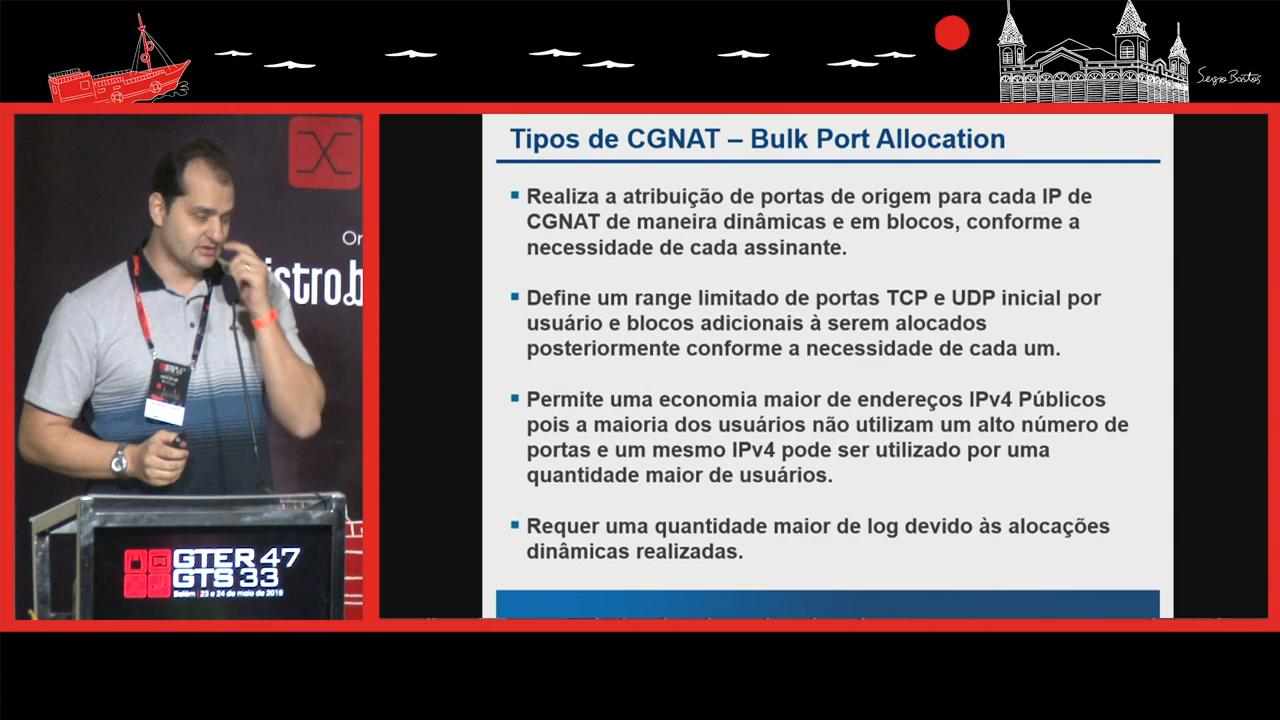 Sergio Bastos
Or
istro.b
GTER 47
GTS 33
Belém | 23 e 24 de maio de 2019
Tipos de CGNAT – Bulk Port Allocation
Realiza a atribuição de portas de origem para cada IP de
CGNAT de maneira dinâmicas e em blocos, conforme a
necessidade de cada assinante.
Define um range limitado de portas TCP e UDP inicial por
usuário e blocos adicionais à serem alocados
posteriormente conforme a necessidade de cada um.
Permite uma economia maior de endereços IPv4 Públicos
pois a maioria dos usuários não utilizam um alto número de
portas e um mesmo IPv4 pode ser utilizado por uma
quantidade maior de usuários.
Requer uma quantidade maior de log devido às alocações
dinâmicas realizadas.